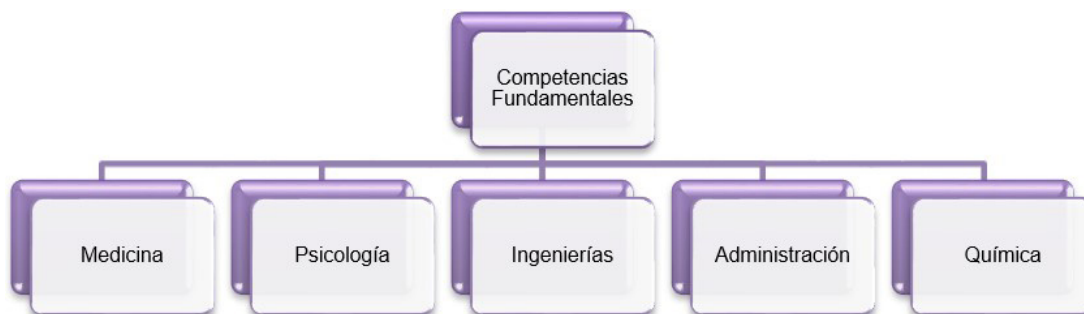 Competencias
Fundamentales
Medicina
Psicología
Ingenierías
Administración
Química